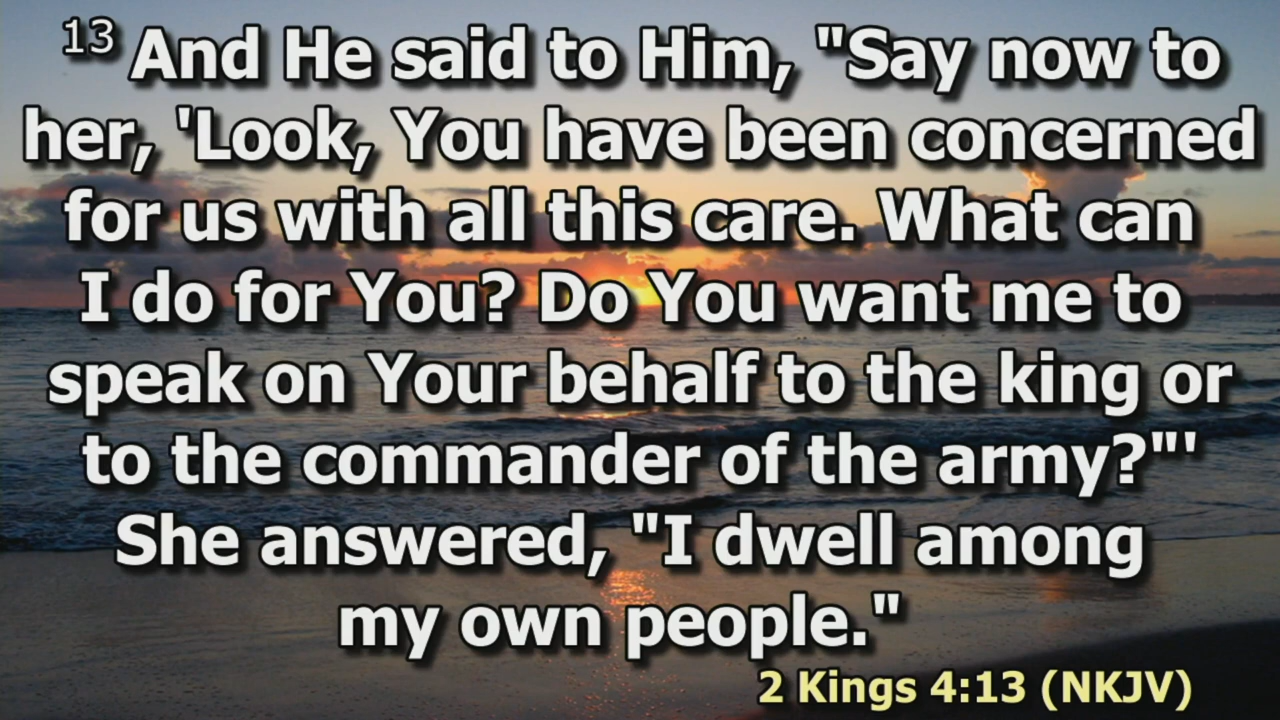 13 And He said to Him, "Say now to
her, 'Look, You have been concerned
for us with all this care. What can
I do for You? Do You want me to
speak on Your behalf to the king or
to the commander of the army?"'
She answered, "I dwell among
my own people."
2 Kings 4:13 (NKJV)